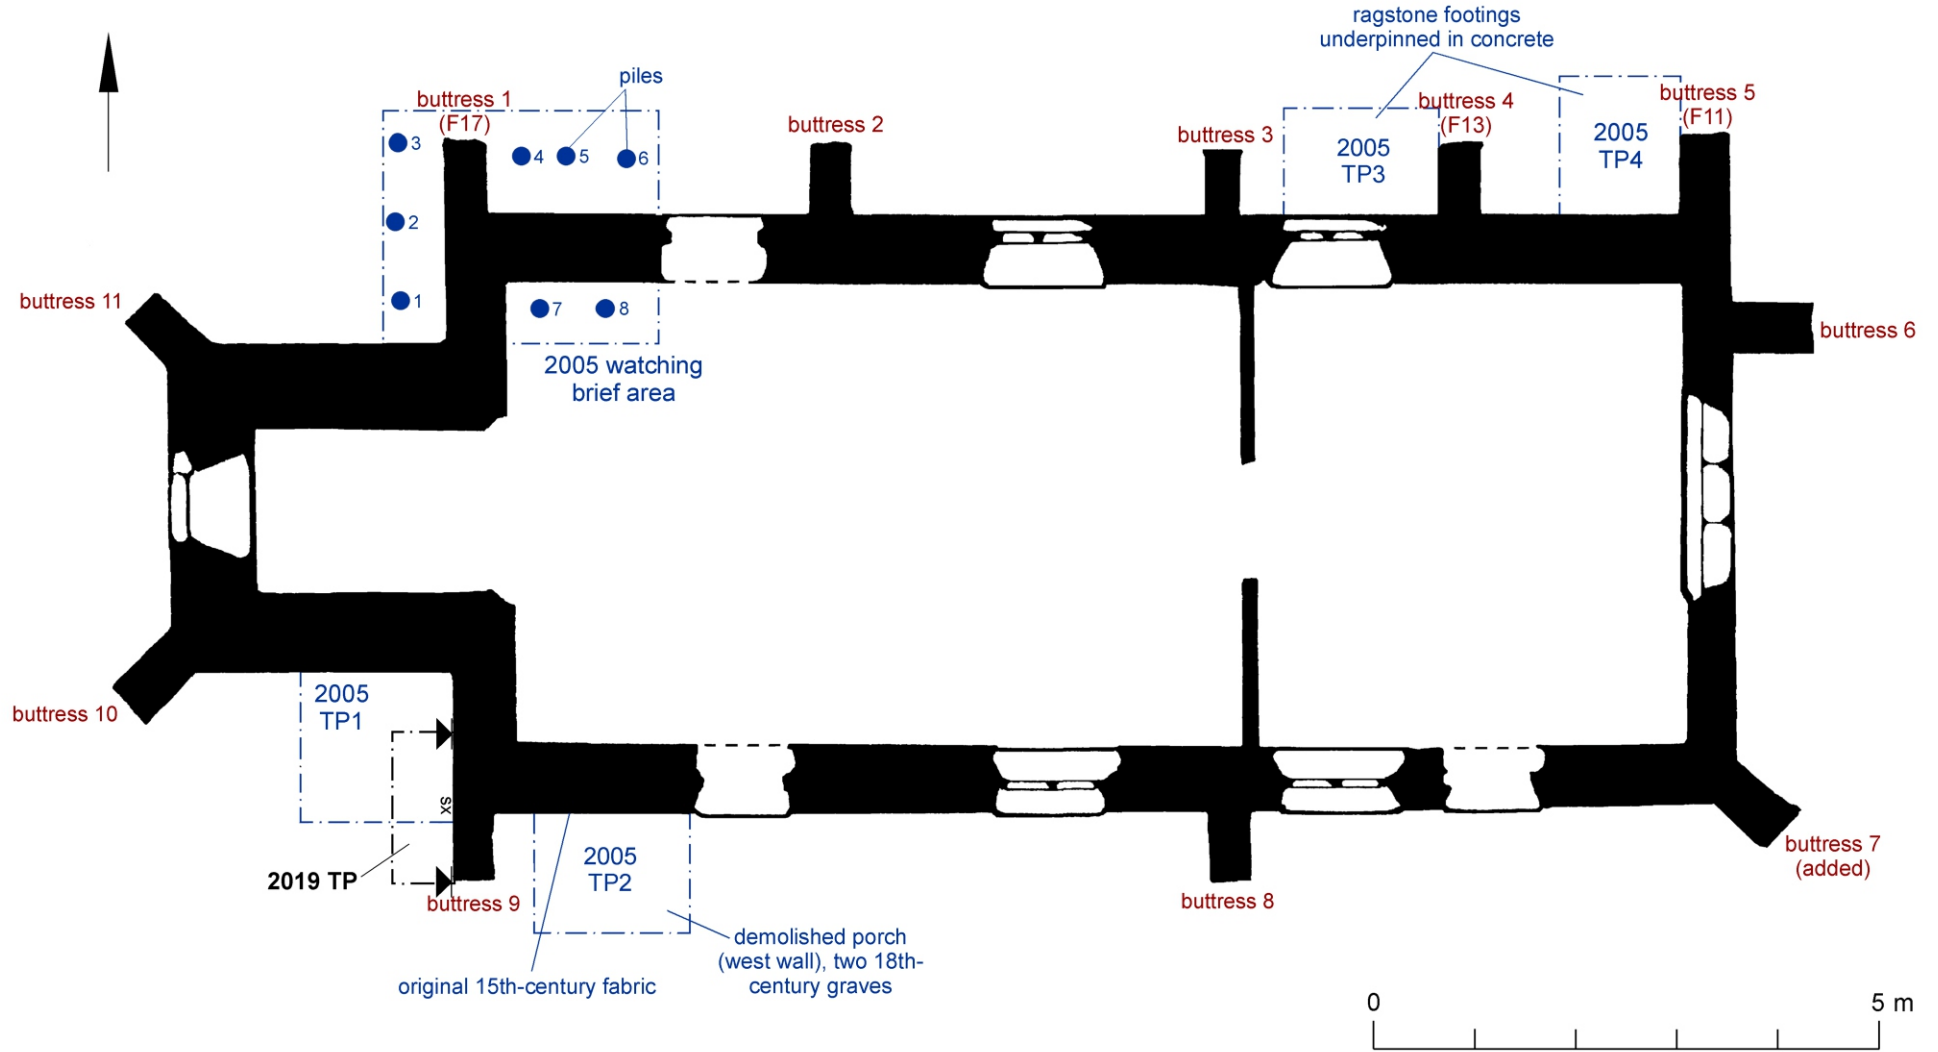 ragstone footings
underpinned in concrete
piles
buttress 1
(F17)
buttress 2
buttress 3
buttress 4
(F13)
buttress 5
(F11)
2005
TP3
2005
TP4
3
4
5
6
2
1
7
8
buttress 11
buttress 6
2005 watching
brief area
2005
TP1
buttress 10
sx
2019 TP
buttress 9
2005
TP2
buttress 8
buttress 7
(added)
demolished porch
(west wall), two 18th-
century graves
original 15th-century fabric
0
5 m